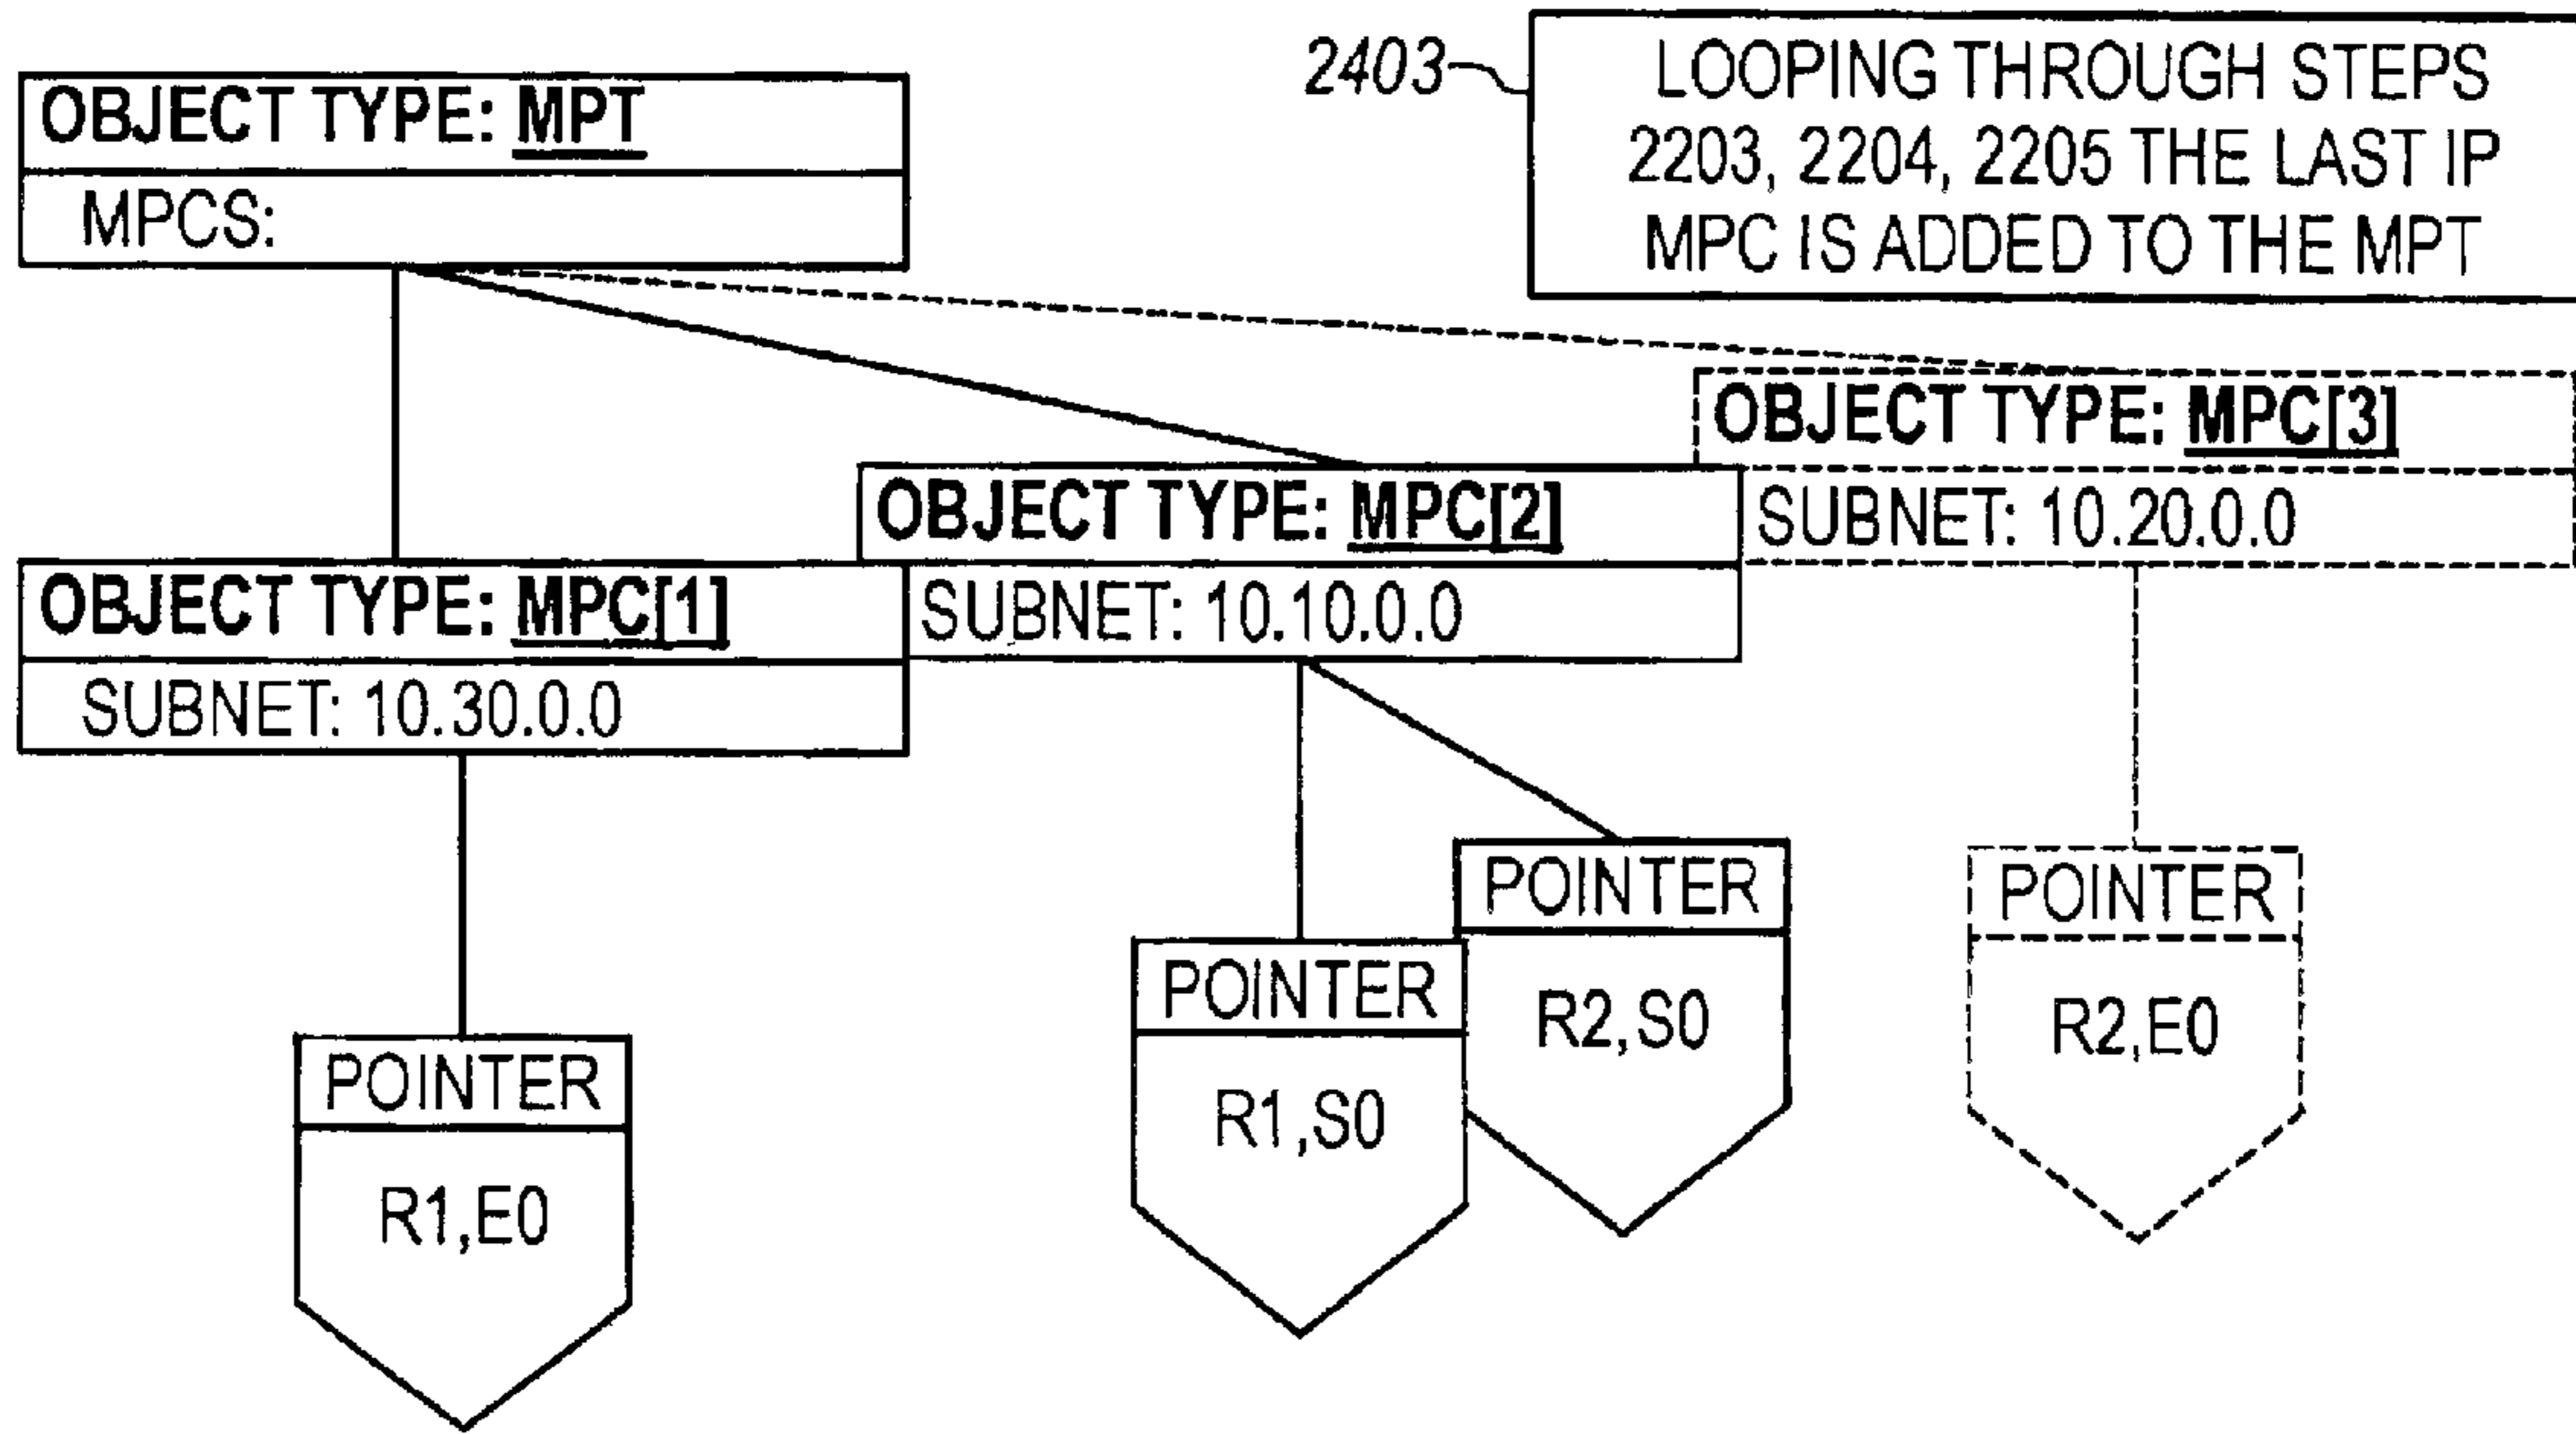 2403
LOOPING THROUGH STEPS
2203, 2204, 2205 THE LAST IP
MPC IS ADDED TO THE MPT
OBJECT TYPE: MPT
MPCS:
OBJECT TYPE: MPC[3]
SUBNET: 10.20.0.0
OBJECT TYPE: MPC[2]
SUBNET: 10.10.0.0
OBJECT TYPE: MPC[1]
SUBNET: 10.30.0.0
POINTER
R1,E0
POINTER
R1,S0
POINTER
R2,S0
POINTER
R2,E0